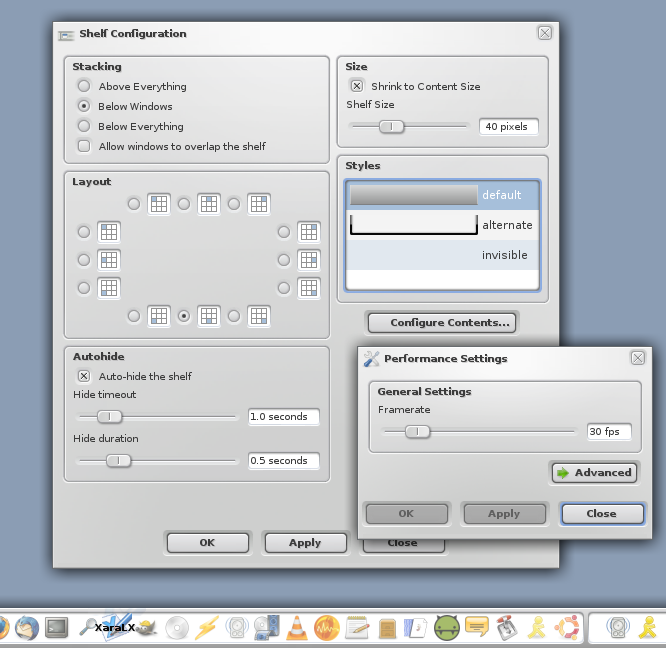 Shelf Configuration
Stacking
Above Everything
Below Windows
Below Everything
Allow windows to overlap the shelf
Layout
Autohide
Auto-hide the shelf
Hide timeout
1.0 seconds
Hide duration
0.5 seconds
Size
Shrink to Content Size
Shelf Size
40 pixels
Styles
default
alternate
invisible
Configure Contents...
OK
Apply
Close
Performance Settings
General Settings
Framerate
30 fps
Advanced
OK
Apply
Close
XaraLX